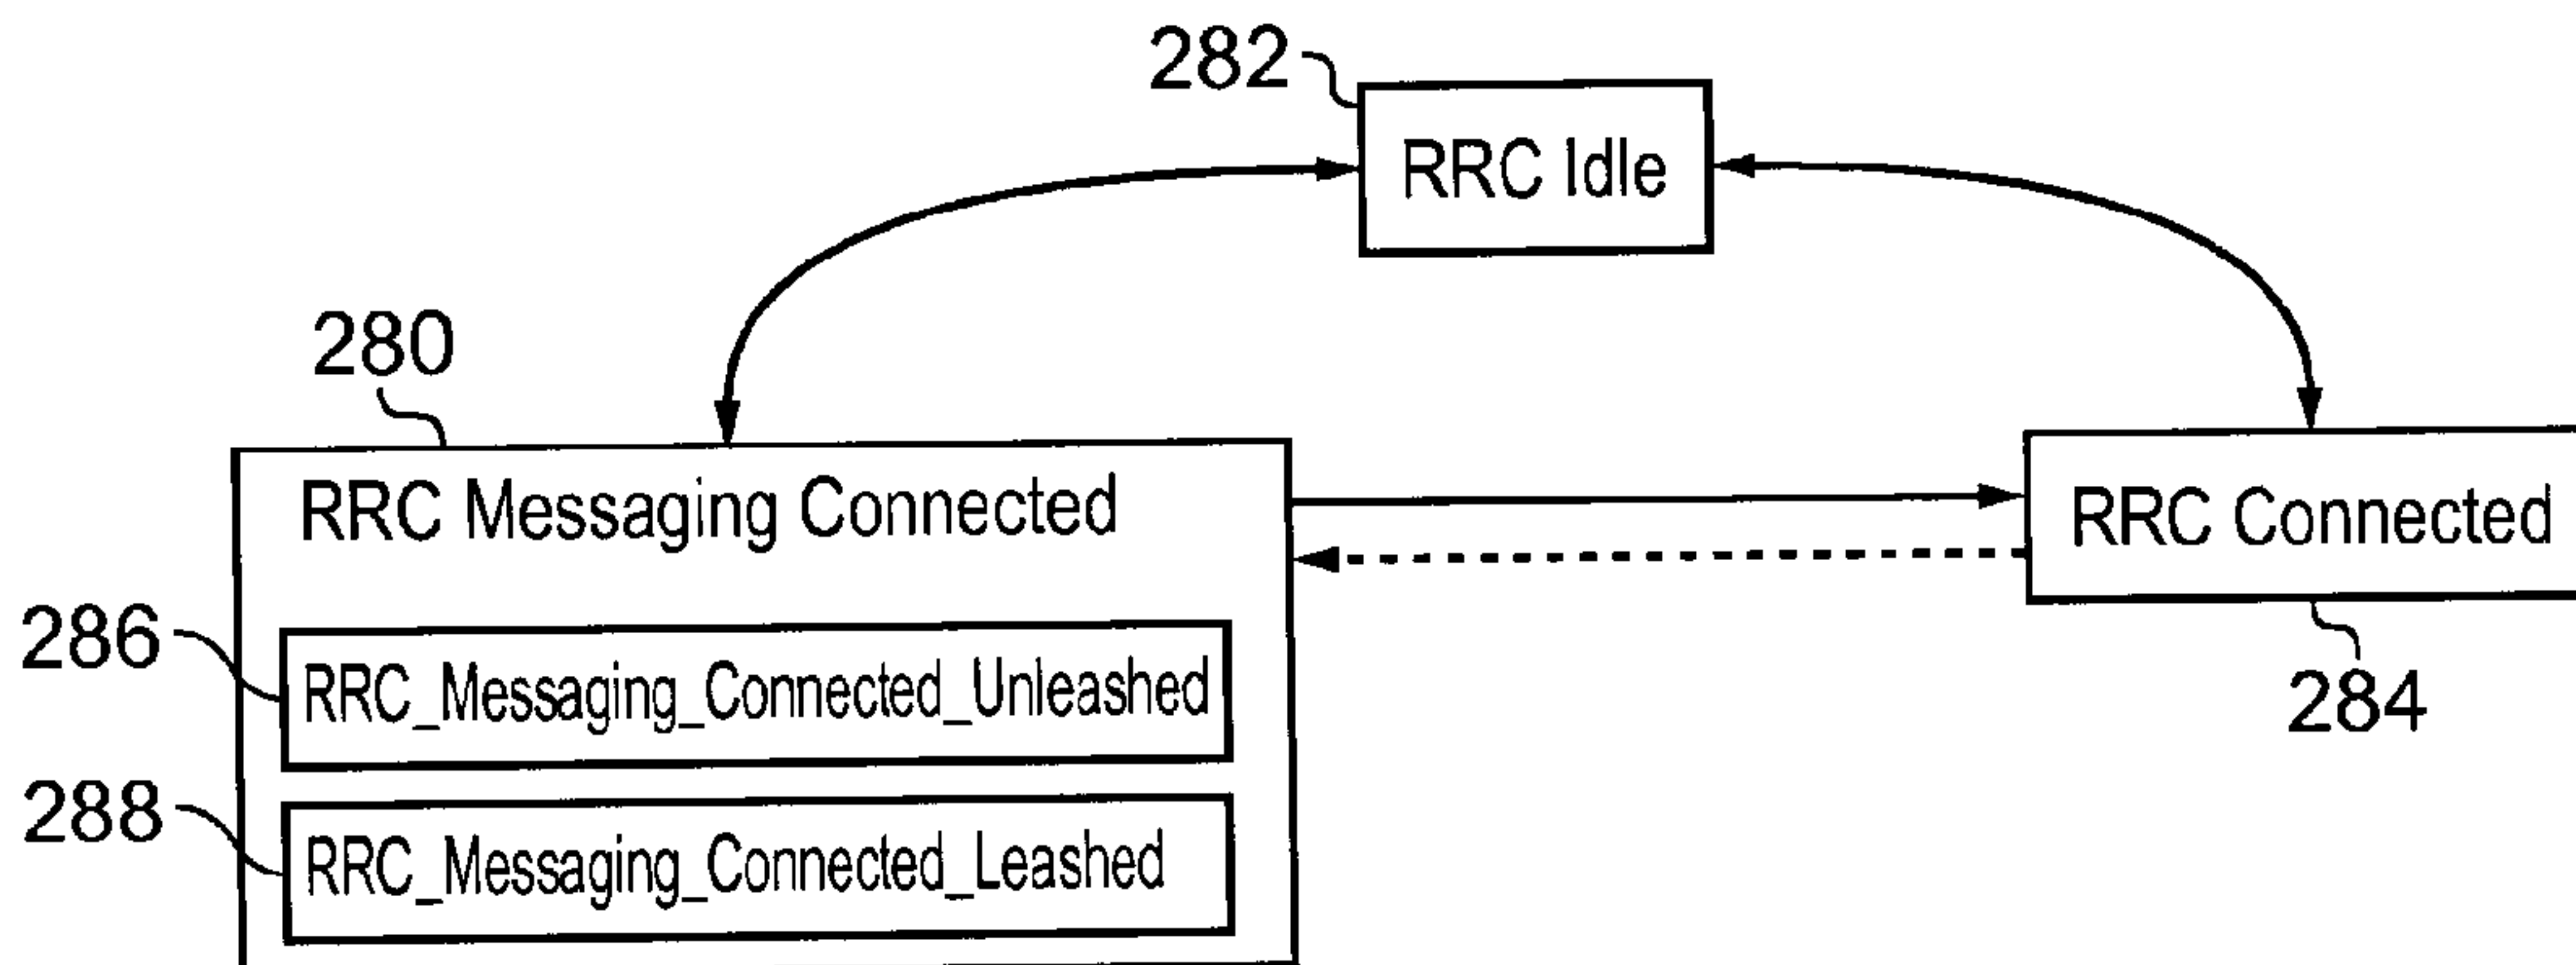 282
RRC Idle
280
RRC Messaging Connected
RRC Connected
286
RRC_Messaging_Connected_Unleashed
284
288
RRC_Messaging_Connected_Leashed